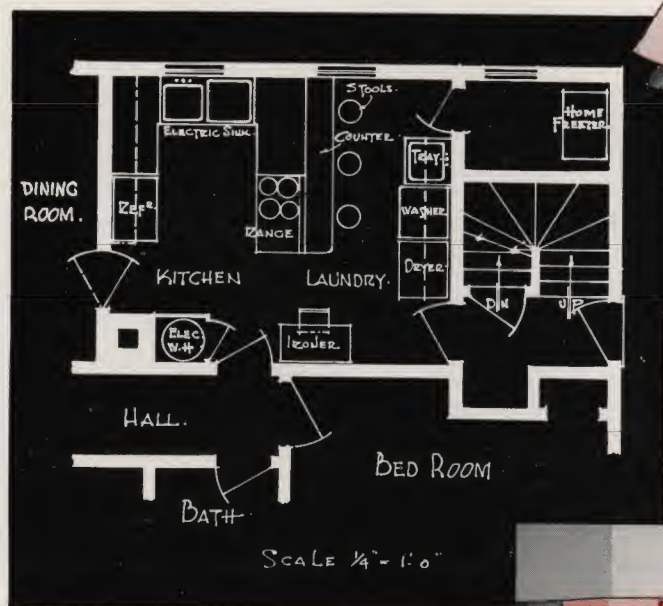 STOOLS.
HOME
FREEZER.
ELECTRIC SINK.
COUNTER.
TRAY
DINING
ROOM.
REFR.
WASHER
RANGE
KITCHEN
LAUNDRY.
DRYER
DN
UP
ELEC
W.H
IRONER
HALL.
BED ROOM
BATH
SCALE ¼" = 1'-0"